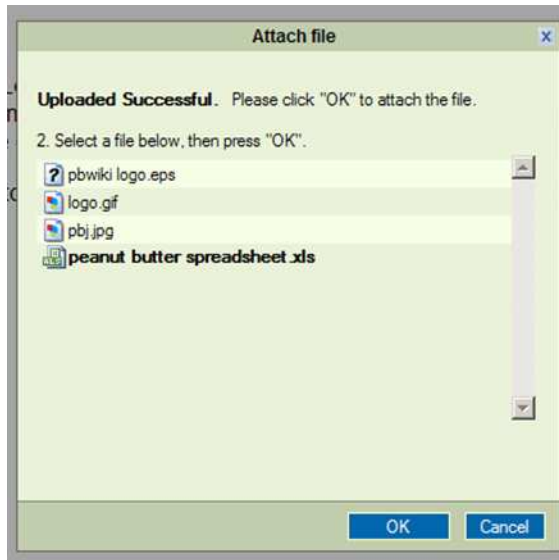 Attach file
x
Uploaded Successful. Please click "OK" to attach the file.
2. Select a file below, then press "OK".
pbwiki logo.eps
logo.gif
pbj.jpg
peanut butter spreadsheet.xls
OK Cancel